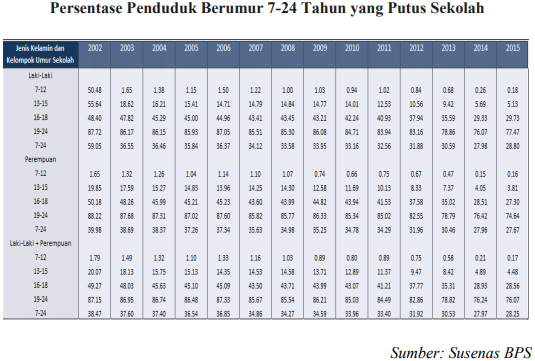 Persentase Penduduk Berumur 7-24 Tahun yang Putus Sekolah
Jenis Kelamin dan Kelompok Umur Sekolah 2002 2003 2004 2005 2006 2007 2008 2009 2010 2011 2012 2013 2014 2015
Laki-Laki
7-12 50.48 1.65 1.38 1.15 1.50 1.22 1.00 1.03 0.94 1.02 0.84 0.68 0.26 0.18
13-15 55.64 18.62 16.21 15.41 14.71 14.79 14.84 14.77 14.01 12.53 10.56 9.42 5.69 5.13
16-18 48.40 47.82 45.29 45.00 44.96 43.41 43.45 43.21 42.24 40.93 37.94 35.59 29.33 29.73
19-24 87.72 86.17 86.15 85.93 87.05 85.51 85.30 86.08 84.71 83.94 83.16 78.86 76.07 77.47
7-24 59.05 36.55 36.46 35.84 36.37 34.12 33.58 33.95 33.16 32.56 31.88 30.59 27.98 28.80
Perempuan
7-12 1.65 1.32 1.26 1.04 1.14 1.10 1.07 0.74 0.66 0.75 0.67 0.47 0.15 0.16
13-15 19.85 17.59 15.27 14.83 13.96 14.25 14.30 12.58 11.69 10.13 8.33 7.37 4.05 3.81
16-18 50.18 48.26 45.99 45.21 45.23 43.60 43.99 44.82 43.94 41.53 37.58 35.02 28.51 27.30
19-24 88.22 87.68 87.31 87.02 87.60 85.82 85.77 86.33 85.34 85.02 82.55 78.79 76.42 74.64
7-24 39.98 38.69 38.37 37.26 37.34 35.63 34.98 35.25 34.78 34.29 31.96 30.46 27.96 27.67
Laki-Laki + Perempuan
7-12 1.79 1.49 1.32 1.10 1.33 1.16 1.03 0.89 0.80 0.89 0.75 0.58 0.21 0.17
13-15 20.07 18.13 15.75 15.13 14.35 14.53 14.58 13.71 12.89 11.37 9.47 8.42 4.89 4.48
16-18 49.27 48.03 45.63 45.10 45.09 43.50 43.71 43.99 43.07 41.21 37.77 35.31 28.93 28.56
19-24 87.15 86.95 86.74 86.48 87.33 85.67 85.54 86.21 85.03 84.49 82.86 78.82 76.24 76.07
7-24 38.47 37.60 37.40 36.54 36.85 34.86 34.27 34.59 33.96 33.40 31.92 30.53 27.97 28.25
Sumber: Susenas BPS